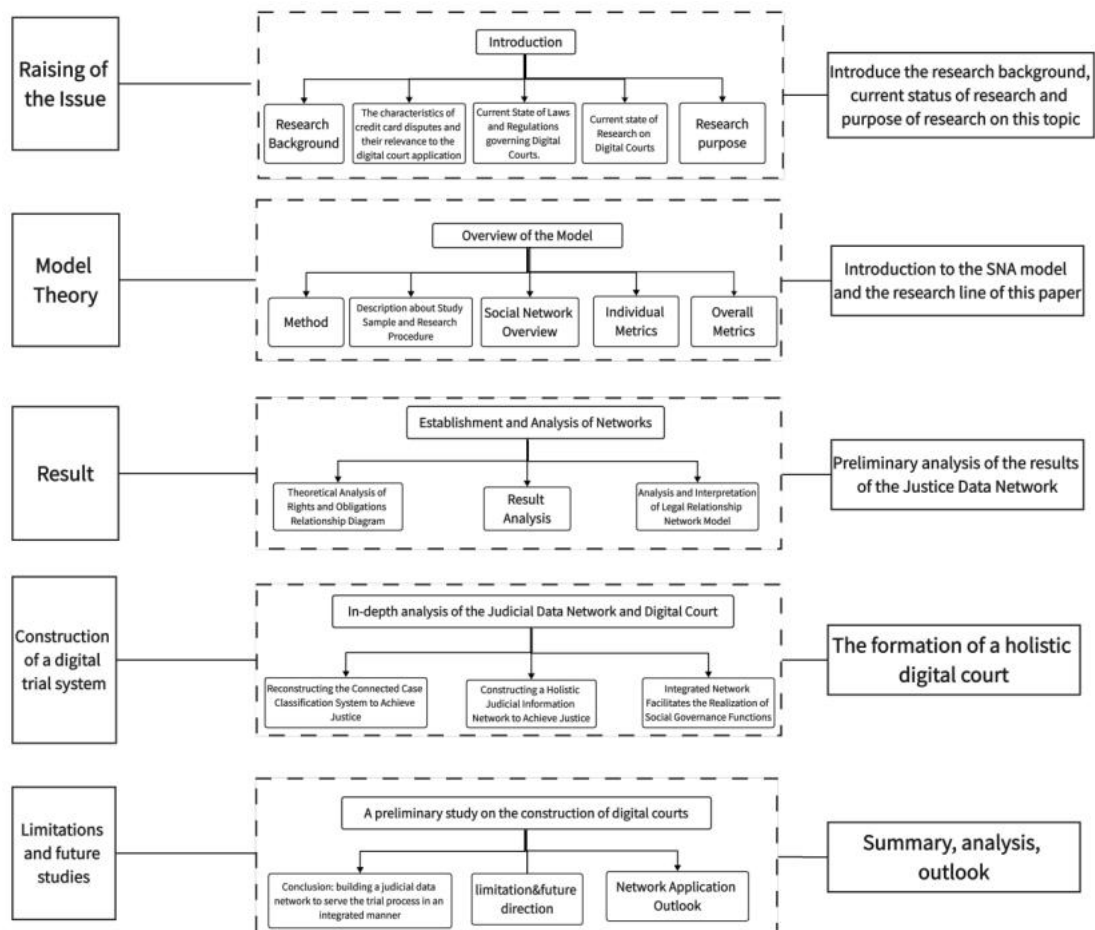 Raising of
the Issue
Introduction
Research
Background
The characteristics of
credit card disputes and
their relevance to the
digital court application
Current State of Laws
and Regulations
governing Digital
Courts.
Current state of
Research on
Digital Courts
Research
purpose
Introduce the research background,
current status of research and
purpose of research on this topic
Model
Theory
Overview of the Model
Method
Description about Study
Sample and Research
Procedure
Social Network
Overview
Individual
Metrics
Overall
Metrics
Introduction to the SNA model
and the research line of this paper
Result
Establishment and Analysis of Networks
Theoretical Analysis of
Rights and Obligations
Relationship Diagram
Result
Analysis
Analysis and Interpretation
of Legal Relationship
Network Model
Preliminary analysis of the results
of the Justice Data Network
Construction
of a digital
trial system
In-depth analysis of the Judicial Data Network and Digital Court
Reconstructing the Connected Case
Classification System to Achieve
Justice
Constructing a Holistic
Judicial Information
Network to Achieve Justice
Integrated Network
Facilitates the Realization of
Social Governance Functions
The formation of a holistic
digital court
Limitations
and future
studies
A preliminary study on the construction of digital courts
Conclusion: building a judicial data
network to serve the trial process in an
integrated manner
limitation&future
direction
Network Application
Outlook
Summary, analysis,
outlook